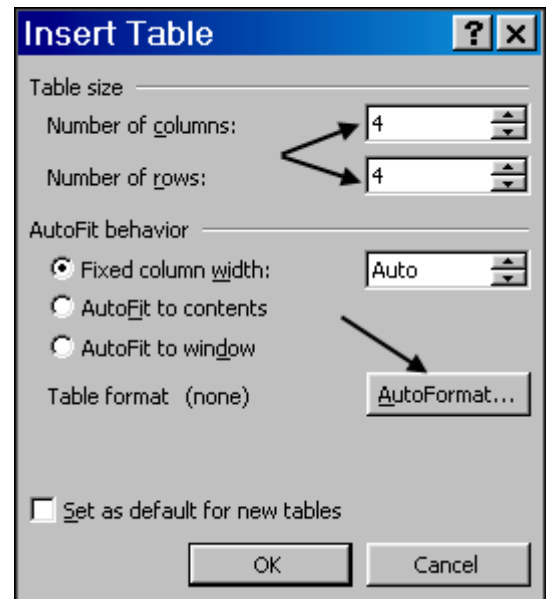 Insert Table ? ×
Table size
Number of columns: 4
Number of rows: 4
AutoFit behavior
Fixed column width: Auto
AutoFit to contents
AutoFit to window
Table format (none) AutoFormat...
Set as default for new tables
OK Cancel